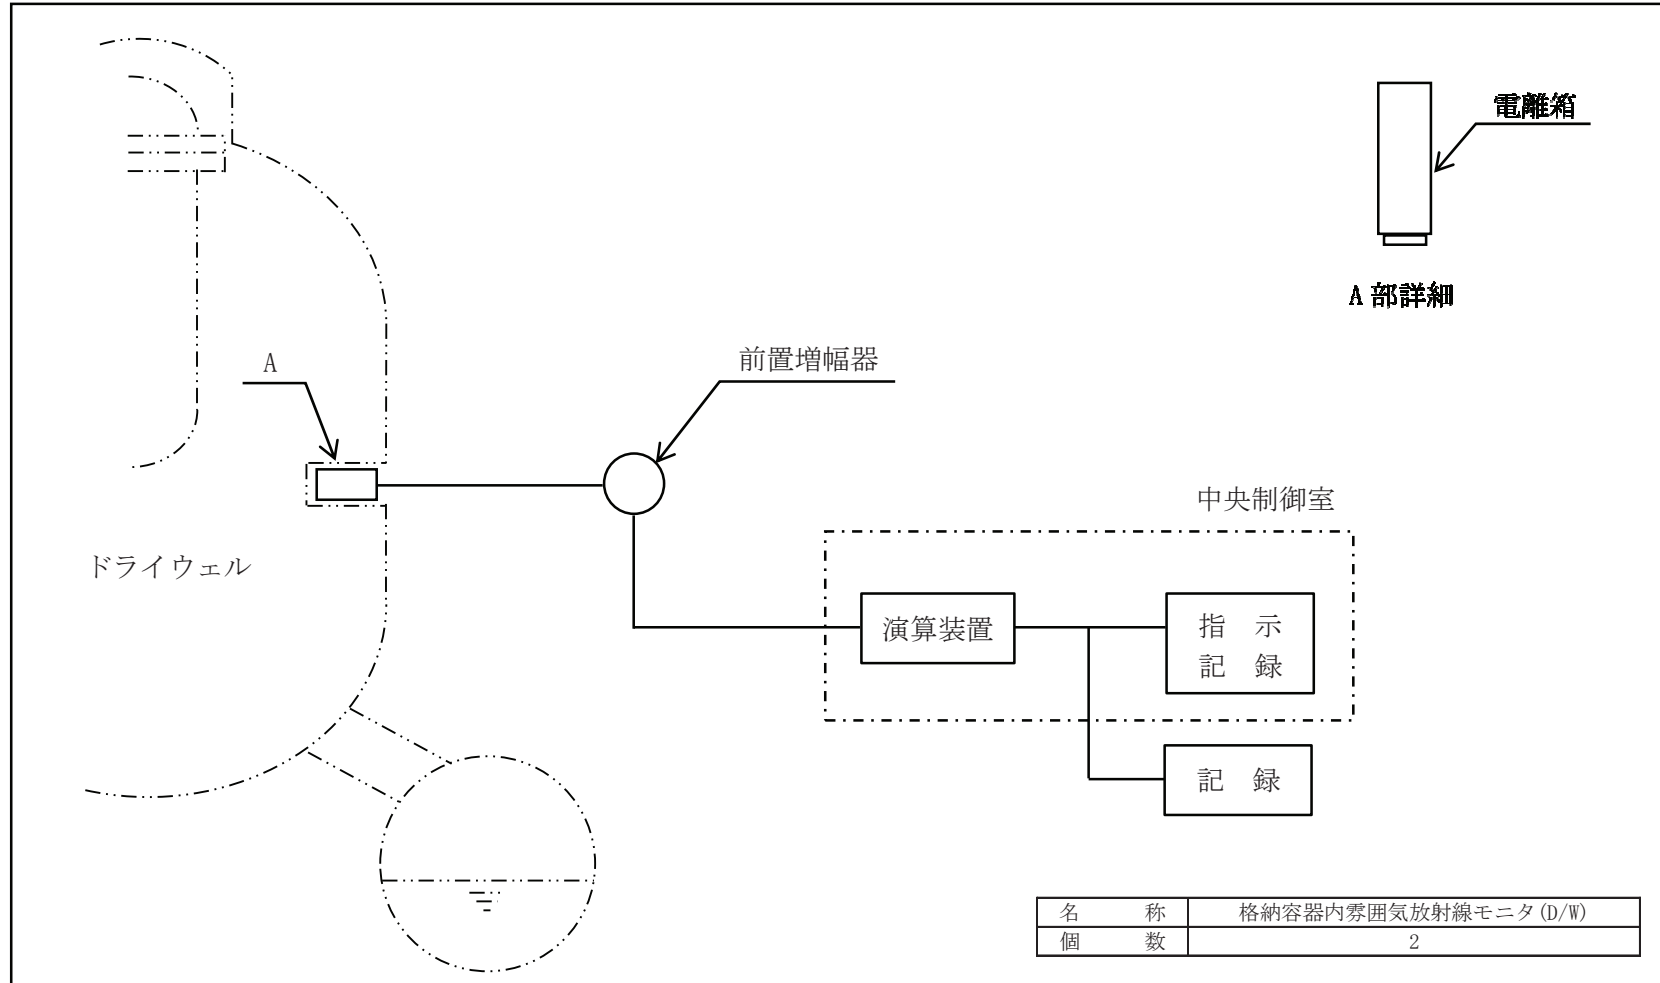 電離箱
A 部詳細
A
前置増幅器
中央制御室
ドライウェル
演算装置
指 示
記 録
記 録
名 称 格納容器内雰囲気放射線モニタ(D/W)
個 数 2